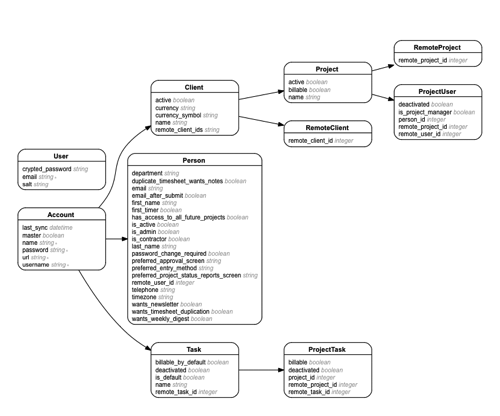 RemoteProject
remote_project_id integer
Project
active boolean
billable boolean
name string
Client
active boolean
currency string
currency_symbol string
name string
remote_client_ids string
ProjectUser
deactivated boolean
is_project_manager boolean
person_id integer
remote_project_id integer
remote_user_id integer
RemoteClient
remote_client_id integer
User
crypted_password string
email string *
salt string
Person
department string
duplicate_timesheet_wants_notes boolean
email string
email_after_submit boolean
first_name string
first_timer boolean
has_access_to_all_future_projects boolean
is_active boolean
is_admin boolean
is_contractor boolean
last_name string
password_change_required boolean
preferred_approval_screen string
preferred_entry_method string
preferred_project_status_reports_screen string
remote_user_id integer
telephone string
timezone string
wants_newsletter boolean
wants_timesheet_duplication boolean
wants_weekly_digest boolean
Account
last_sync datetime
master boolean
name string *
password string *
url string *
username string *
Task
billable_by_default boolean
deactivated boolean
is_default boolean
name string
remote_task_id integer
ProjectTask
billable boolean
deactivated boolean
project_id integer
remote_project_id integer
remote_task_id integer